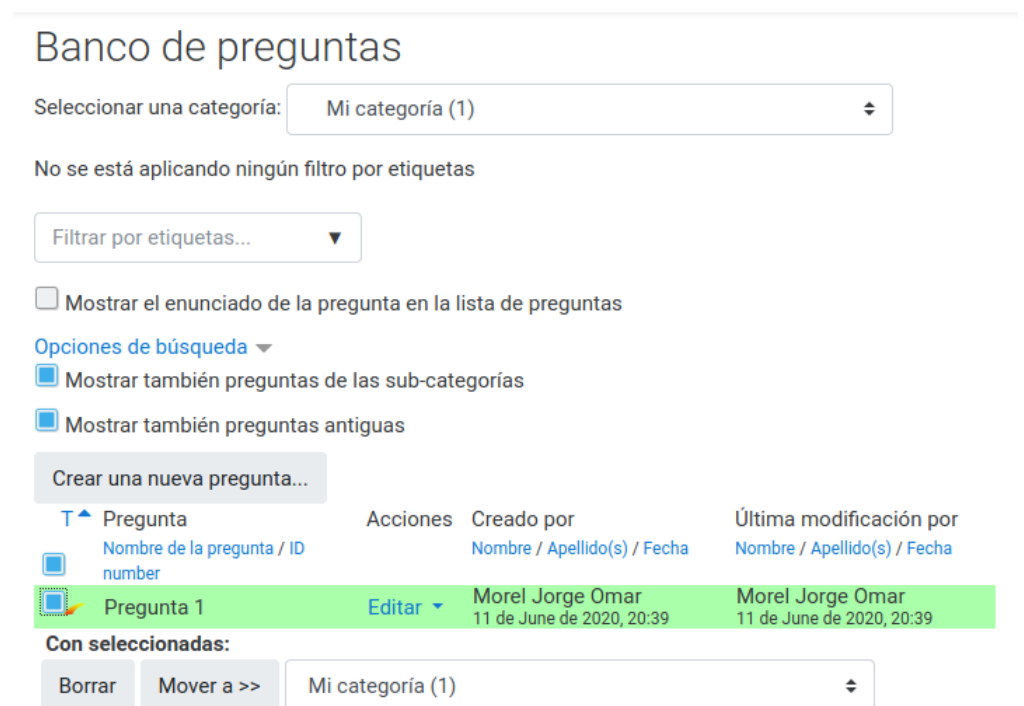 Banco de preguntas
Seleccionar una categoría: Mi categoría (1)
No se está aplicando ningún filtro por etiquetas
Filtrar por etiquetas...
Mostrar el enunciado de la pregunta en la lista de preguntas
Opciones de búsqueda
Mostrar también preguntas de las sub-categorías
Mostrar también preguntas antiguas
Crear una nueva pregunta...
T Pregunta Acciones Creado por Última modificación por
Nombre de la pregunta / ID Nombre / Apellido(s) / Fecha Nombre / Apellido(s) / Fecha
number
Pregunta 1 Editar Morel Jorge Omar Morel Jorge Omar
11 de June de 2020, 20:39 11 de June de 2020, 20:39
Con seleccionadas:
Borrar Mover a >> Mi categoría (1)